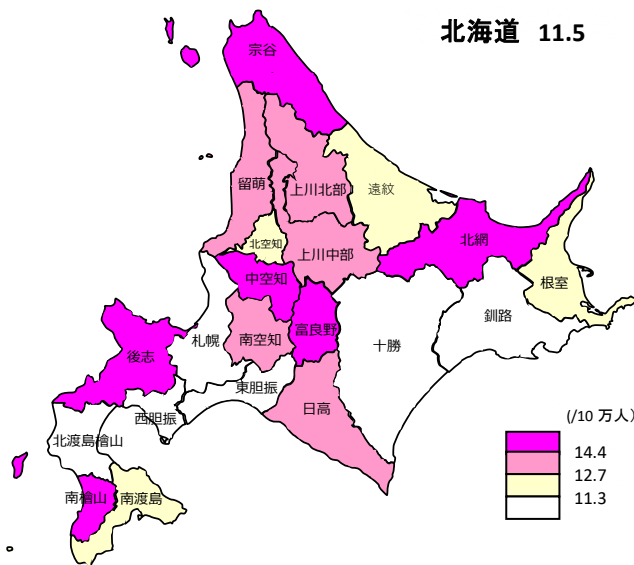 北海道 11.5
宗谷
留萌
上川北部
遠紋
北空知
上川中部
北網
中空知
根室
札幌
南空知
富良野
釧路
十勝
後志
東胆振
日高
西胆振
北渡島檜山
南檜山
南渡島
(/10 万人)
14.4
12.7
11.3